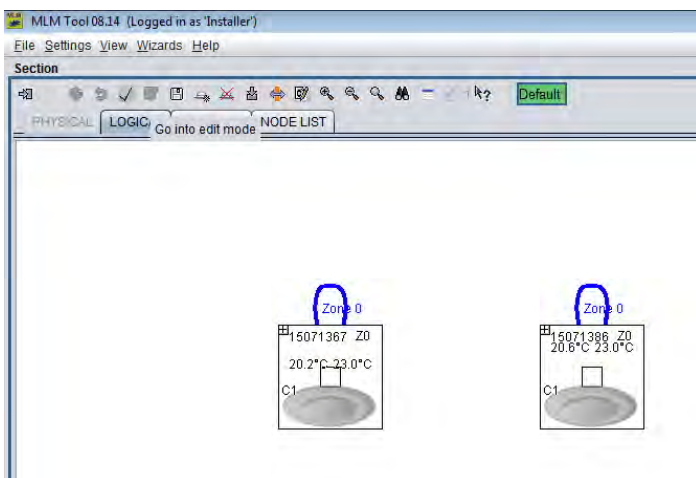 MLM Tool 08.14 (Logged in as 'Installer')
File Settings View Wizards Help
Section
Default
PHYSICAL LOGIC NODE LIST
Go into edit mode
Zone 0 Zone 0
15071367 Z0 15071386 Z0
20.2°C 23.0°C 20.6°C 23.0°C
C1 C1